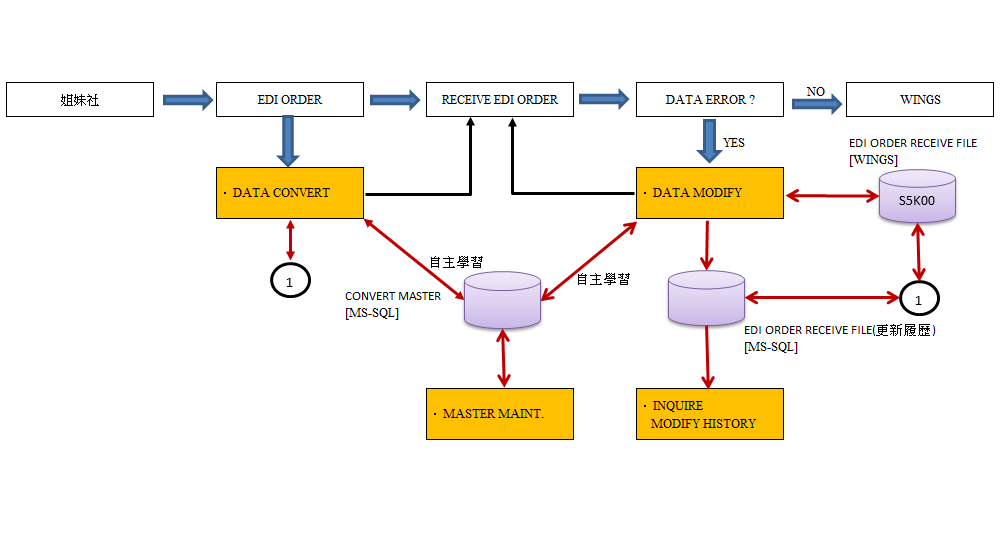 姐妹社
EDI ORDER
RECEIVE EDI ORDER
DATA ERROR ?
NO
WINGS
YES
EDI ORDER RECEIVE FILE
[WINGS]
・ DATA CONVERT
・ DATA MODIFY
S5K00
自主學習
自主學習
1
CONVERT MASTER
[MS-SQL]
1
EDI ORDER RECEIVE FILE(更新履歷)
[MS-SQL]
・ MASTER MAINT.
・ INQUIRE
MODIFY HISTORY